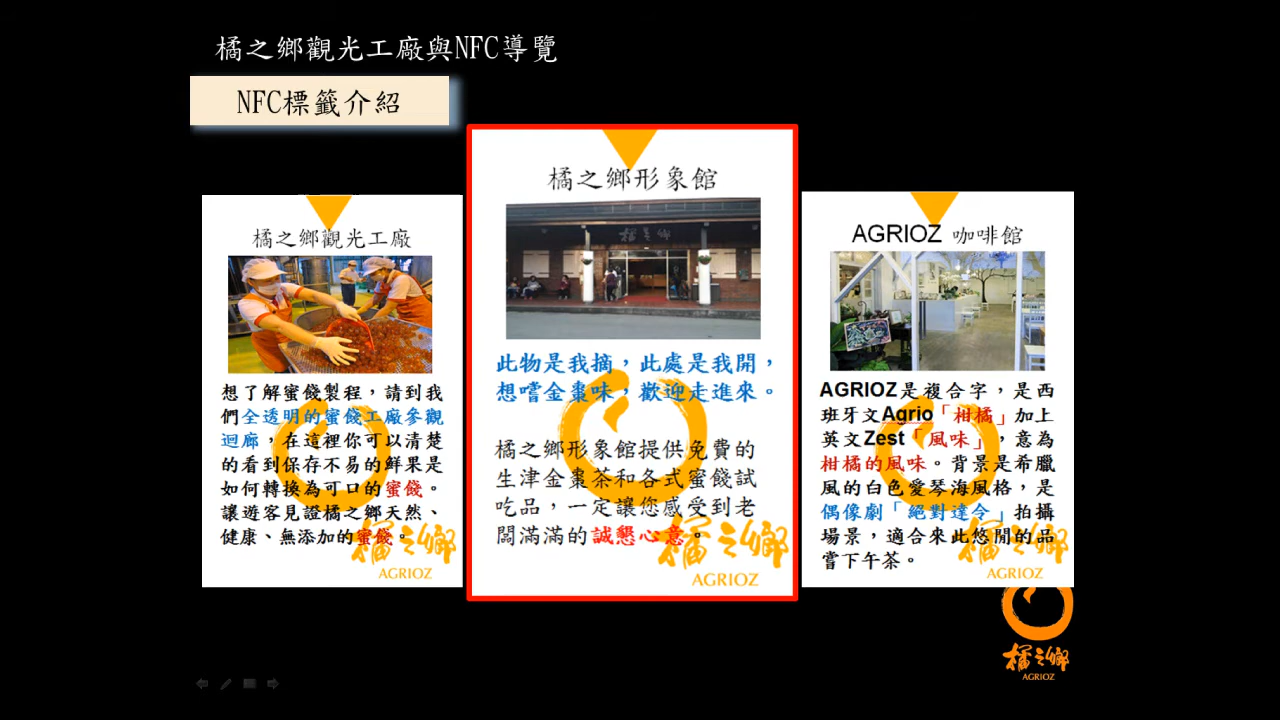 橘之鄉觀光工廠與NFC導覽
NFC標籤介紹
橘之鄉觀光工廠
想了解蜜餞製程，請到我
們全透明的蜜餞工廠參觀
迴廊，在這裡你可以清楚
的看到保存不易的鮮果是
如何轉換為可口的蜜餞。
讓遊客見證橘之鄉天然、
健康、無添加的蜜餞。
橘之鄉
AGRIOZ
橘之鄉形象館
橘之鄉
此物是我摘，此處是我開，
想嚐金棗味，歡迎走進來。
橘之鄉形象館提供免費的
生津金棗茶和各式蜜餞試
吃品，一定讓您感受到老
闆滿滿的誠懇心意。
橘之鄉
AGRIOZ
AGRIOZ 咖啡館
AGRIOZ是複合字，是西
班牙文Agrio「柑橘」加上
英文Zest「風味」，意為
柑橘的風味。背景是希臘
風的白色愛琴海風格，是
偶像劇「絕對達令」拍攝
場景，適合來此悠閒的品
嘗下午茶。
橘之鄉
AGRIOZ
橘之鄉
AGRIOZ